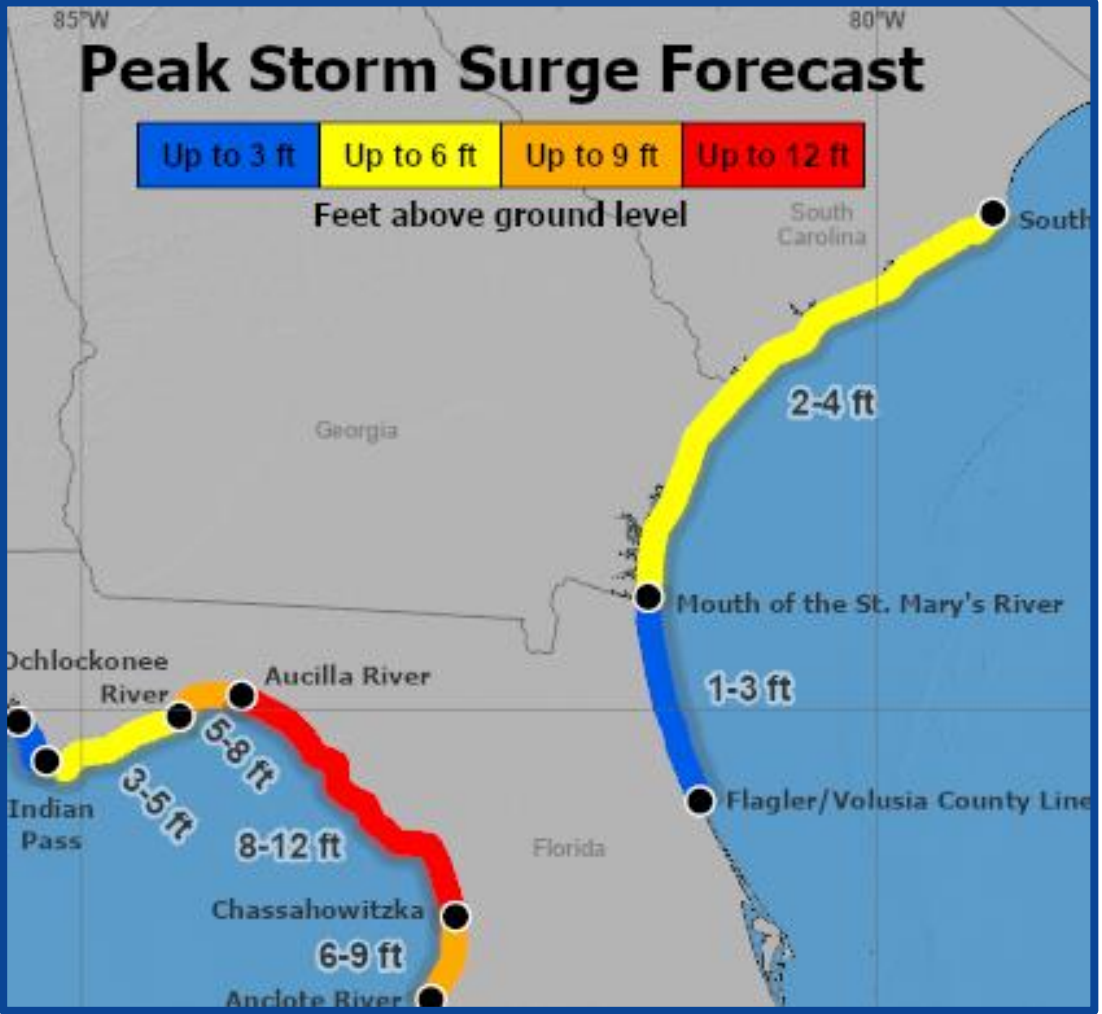 85°W
80°W
Peak Storm Surge Forecast
Up to 3 ft
Up to 6 ft
Up to 9 ft
Up to 12 ft
Feet above ground level
South
Carolina
South
2-4 ft
Georgia
Mouth of the St. Mary's River
Ochlockonee
River
Aucilla River
1-3 ft
5-8 ft
3-5 ft
Flagler/Volusia County Line
Indian
Pass
8-12 ft
Florida
Chassahowitzka
6-9 ft
Anclote River